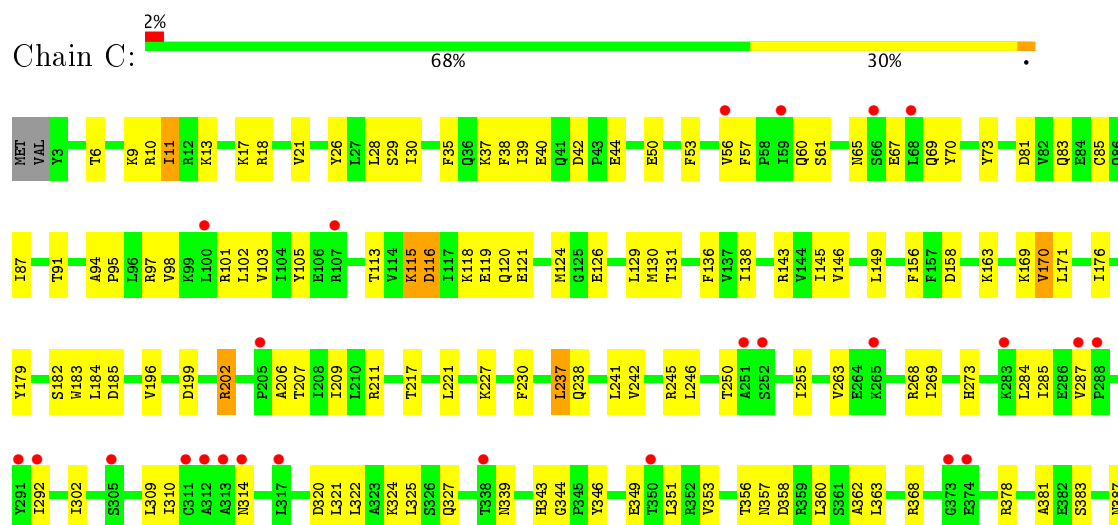 2%
Chain C:
68% 30% •
MET VAL Y3 T6 K9 R10 I11 R12 K13 K17 R18 V21 Y26 L27 L28 S29 I30 F35 Q36 K37 F38 I39 E40 Q41 D42 P43 E44 E50 F53 V56 F57 P58 I59 Q60 S61 N65 S66 E67 L68 Q69 Y70 Y73 D81 V82 Q83 E84 C85
I87 T91 A94 P95 L96 R97 V98 K99 L100 R101 L102 V103 I104 Y105 E106 R107 T113 V114 K115 D116 I117 K118 E119 Q120 E121 M124 G125 E126 L129 M130 T131 F136 V137 I138 R143 V144 I145 V146 L149 F156 F157 D158 K163 K169 V170 L171 I176
Y179 S182 W183 L184 D185 V196 D199 R202 P205 A206 T207 I208 I209 L210 R211 T217 L221 K227 F230 L237 Q238 L241 V242 R245 L246 T250 A251 S252 I255 V263 E264 K265 R268 I269 H273 K283 L284 I285 E286 V287 P288
Y291 I292 I302 S305 L309 I310 C311 A312 A313 N314 L317 D320 L321 L322 A323 K324 L325 S326 Q327 T338 N339 H343 G344 P345 Y346 E349 T350 L351 R352 V353 T356 N357 D358 R359 L360 S361 A362 L363 R368 G373 E374 R378 A381 E382 S383